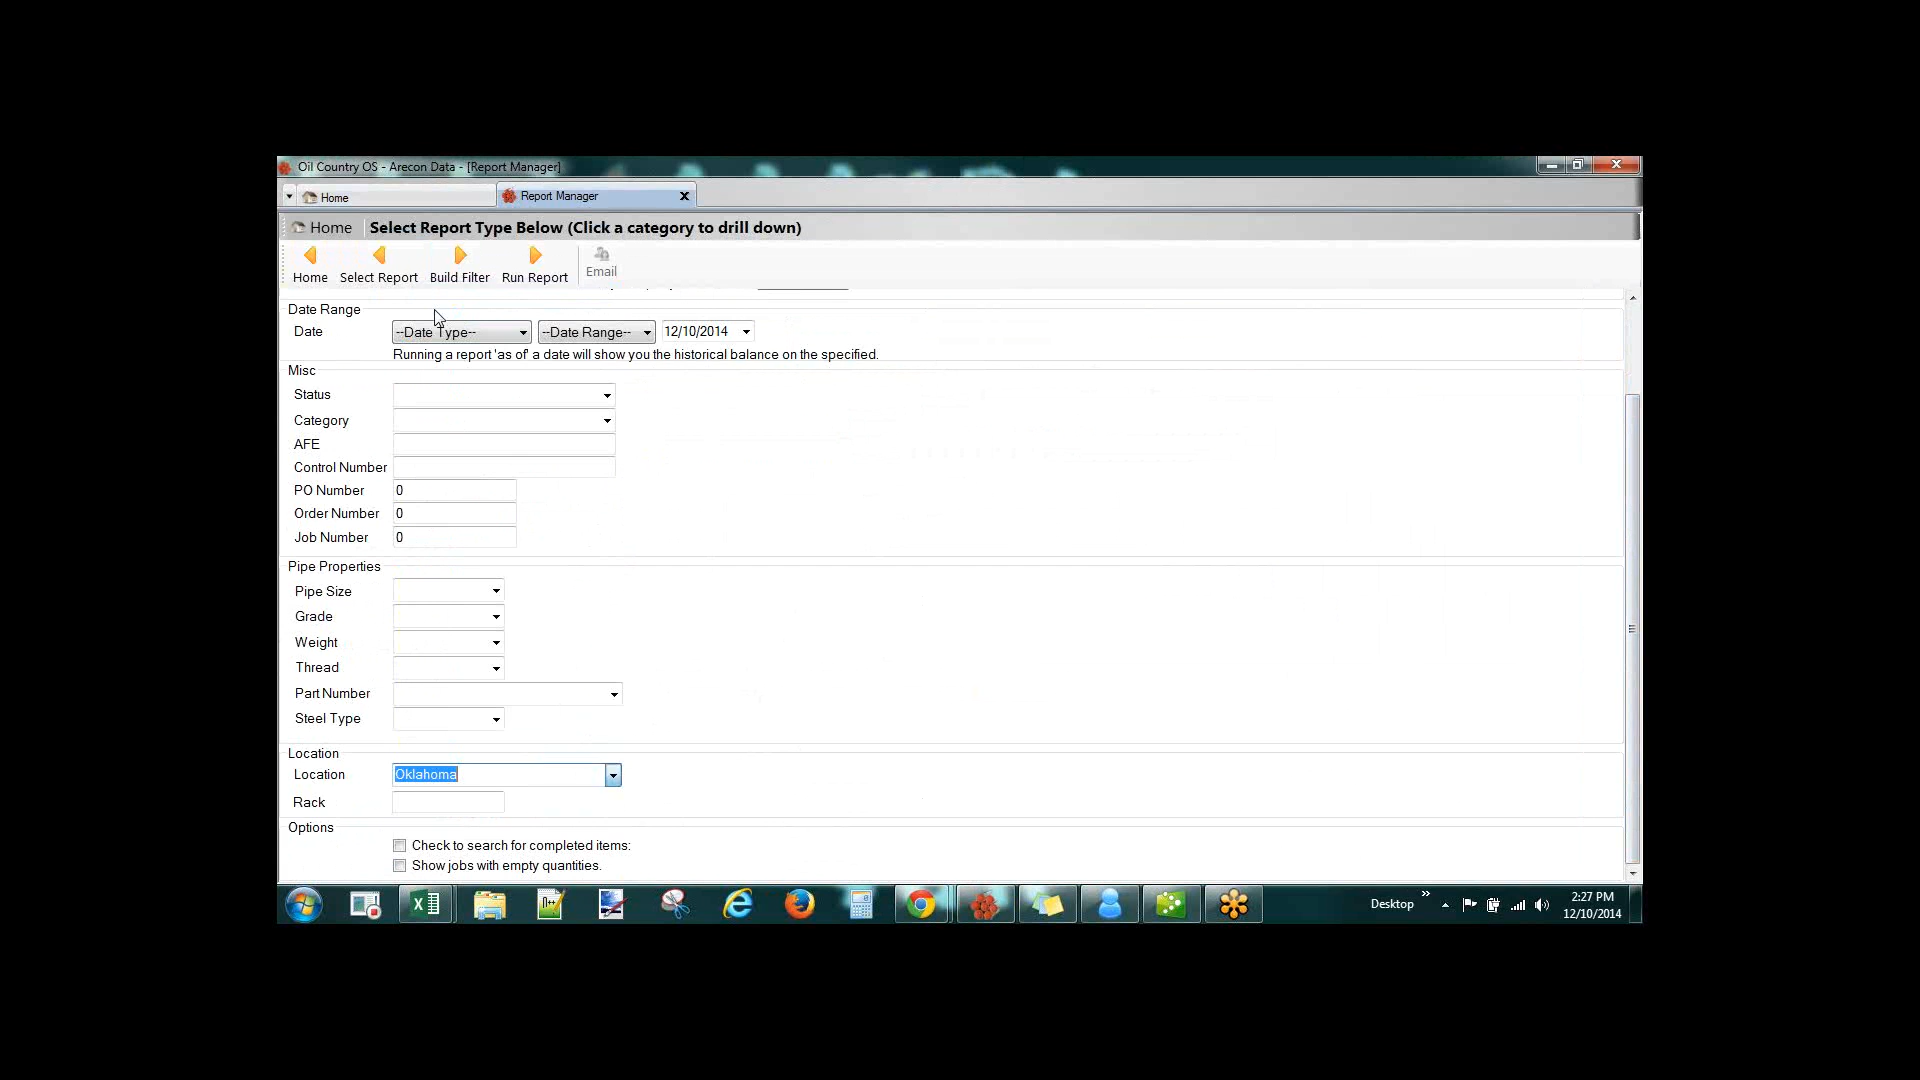 Oil Country OS - Arecon Data - [Report Manager]
Home
Report Manager
Home
Select Report Type Below (Click a category to drill down)
Home
Select Report
Build Filter
Run Report
Email
Date Range
Date
--Date Type--
--Date Range--
12/10/2014
Running a report 'as of' a date will show you the historical balance on the specified.
Misc
Status
Category
AFE
Control Number
PO Number 0
Order Number 0
Job Number 0
Pipe Properties
Pipe Size
Grade
Weight
Thread
Part Number
Steel Type
Location
Location Oklahoma
Rack
Options
Check to search for completed items:
Show jobs with empty quantities.
Desktop
2:27 PM
12/10/2014